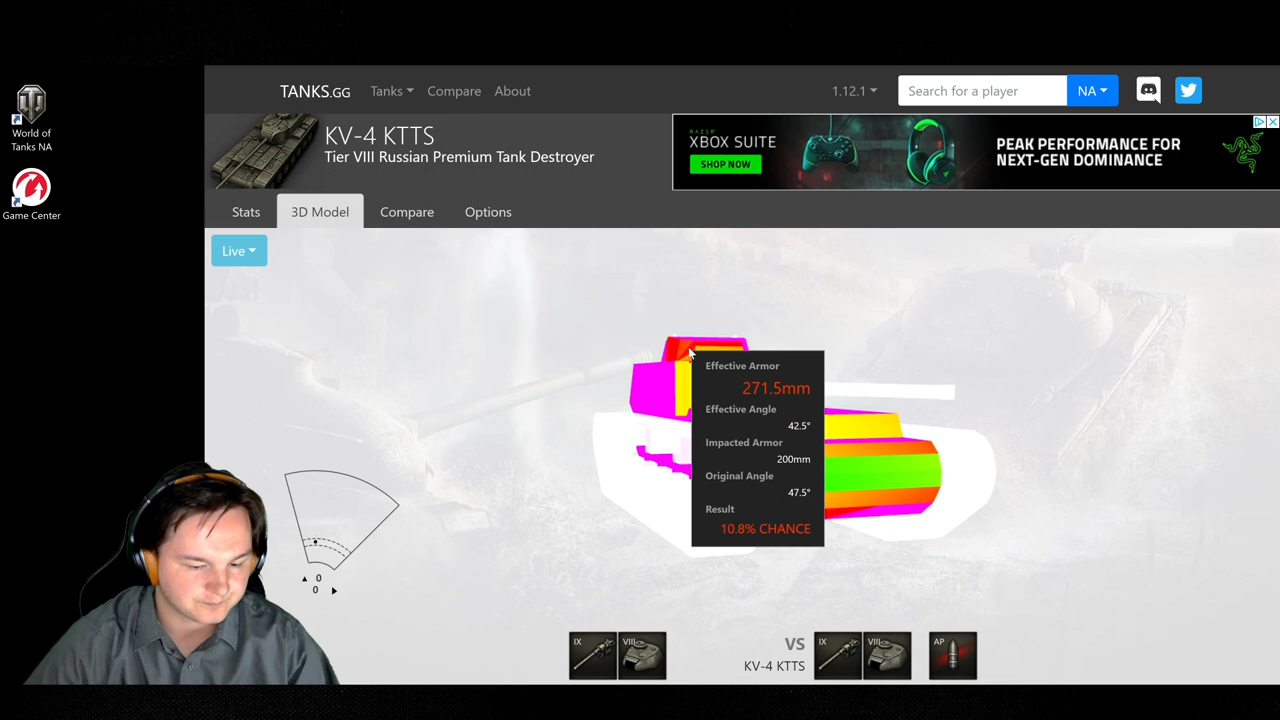 World of
Tanks NA
Game Center
TANKS.GG
Tanks
Compare
About
1.12.1
Search for a player
NA
KV-4 KTTS
Tier VIII Russian Premium Tank Destroyer
RAZER
XBOX SUITE
SHOP NOW
PEAK PERFORMANCE FOR
NEXT-GEN DOMINANCE
Stats
3D Model
Compare
Options
Live
Effective Armor
271.5mm
Effective Angle
42.5°
Impacted Armor
200mm
Original Angle
47.5°
Result
10.8% CHANCE
0
0
IX
VIII
VS
KV-4 KTTS
IX
VIII
AP